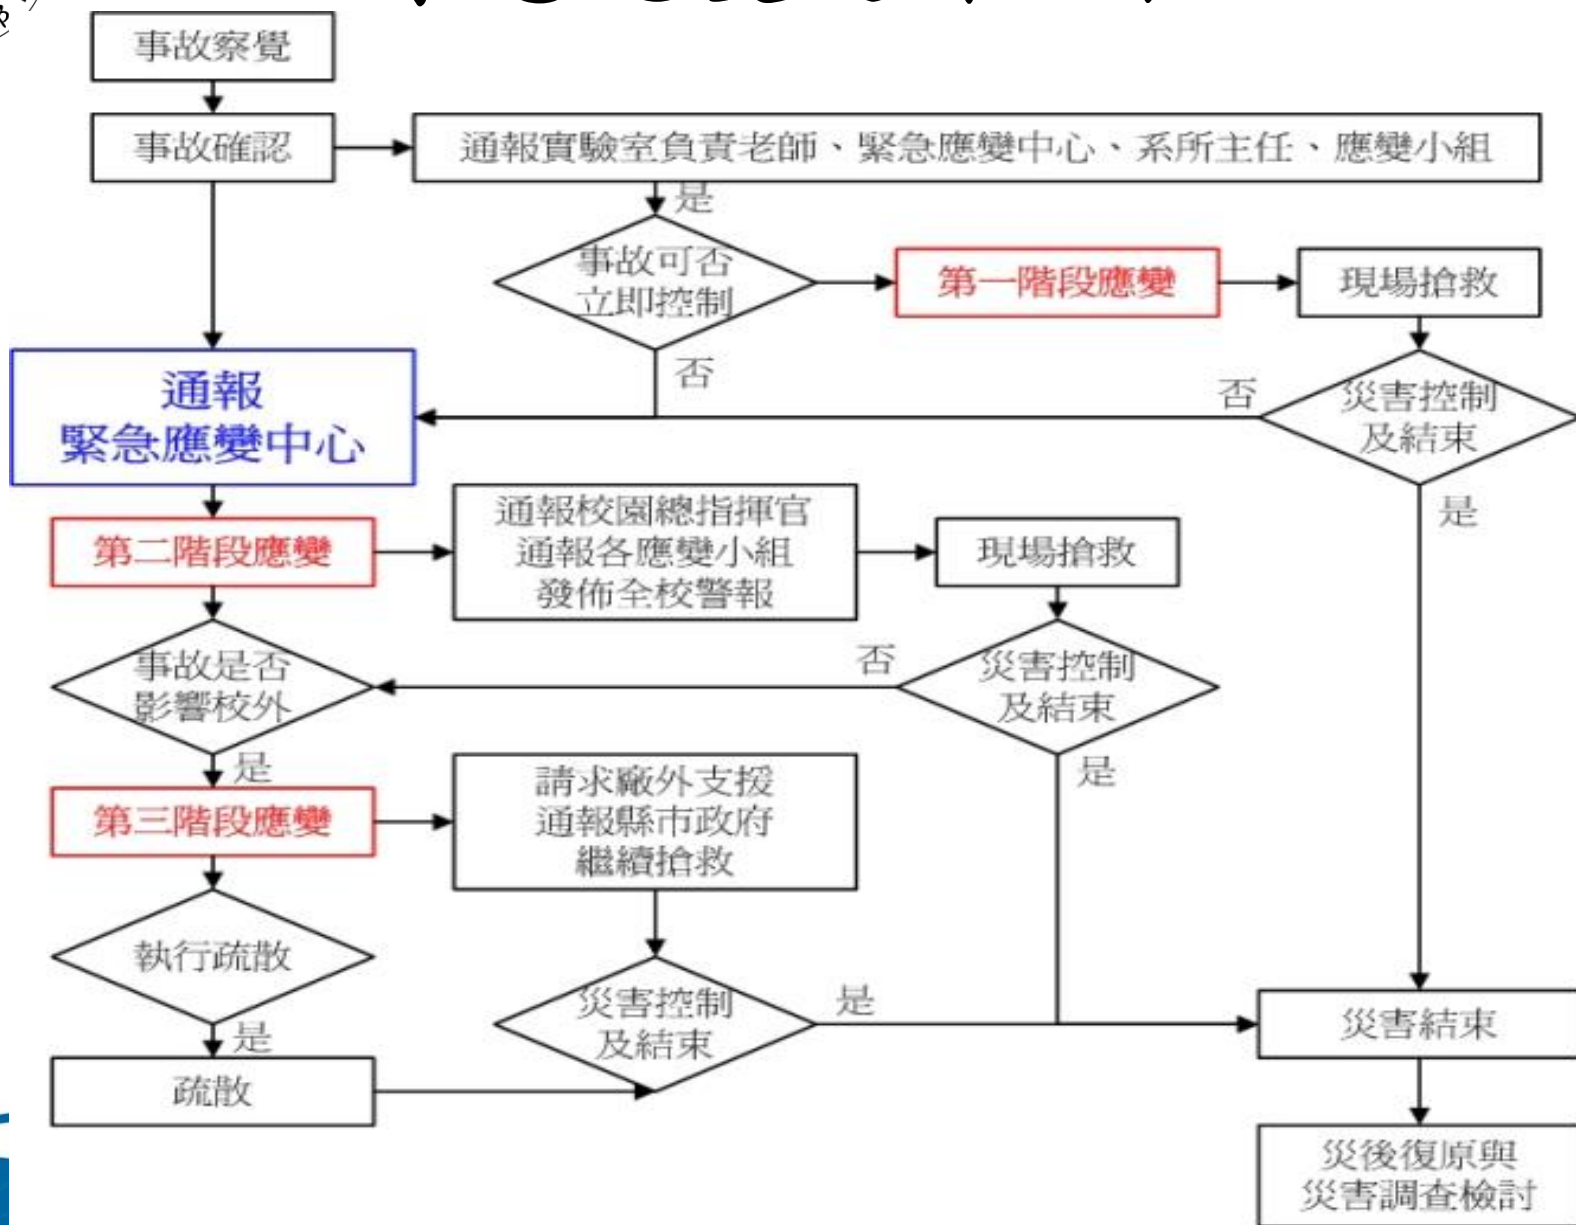 事故察覺
事故確認
通報實驗室負責老師、緊急應變中心、系所主任、應變小組
是
事故可否
立即控制
第一階段應變
現場搶救
否
通報
緊急應變中心
否
災害控制
及結束
是
第二階段應變
通報校園總指揮官
通報各應變小組
發佈全校警報
現場搶救
事故是否
影響校外
否
災害控制
及結束
是
是
第三階段應變
請求廠外支援
通報縣市政府
繼續搶救
執行疏散
是
災害控制
及結束
是
疏散
災害結束
災後復原與
災害調查檢討